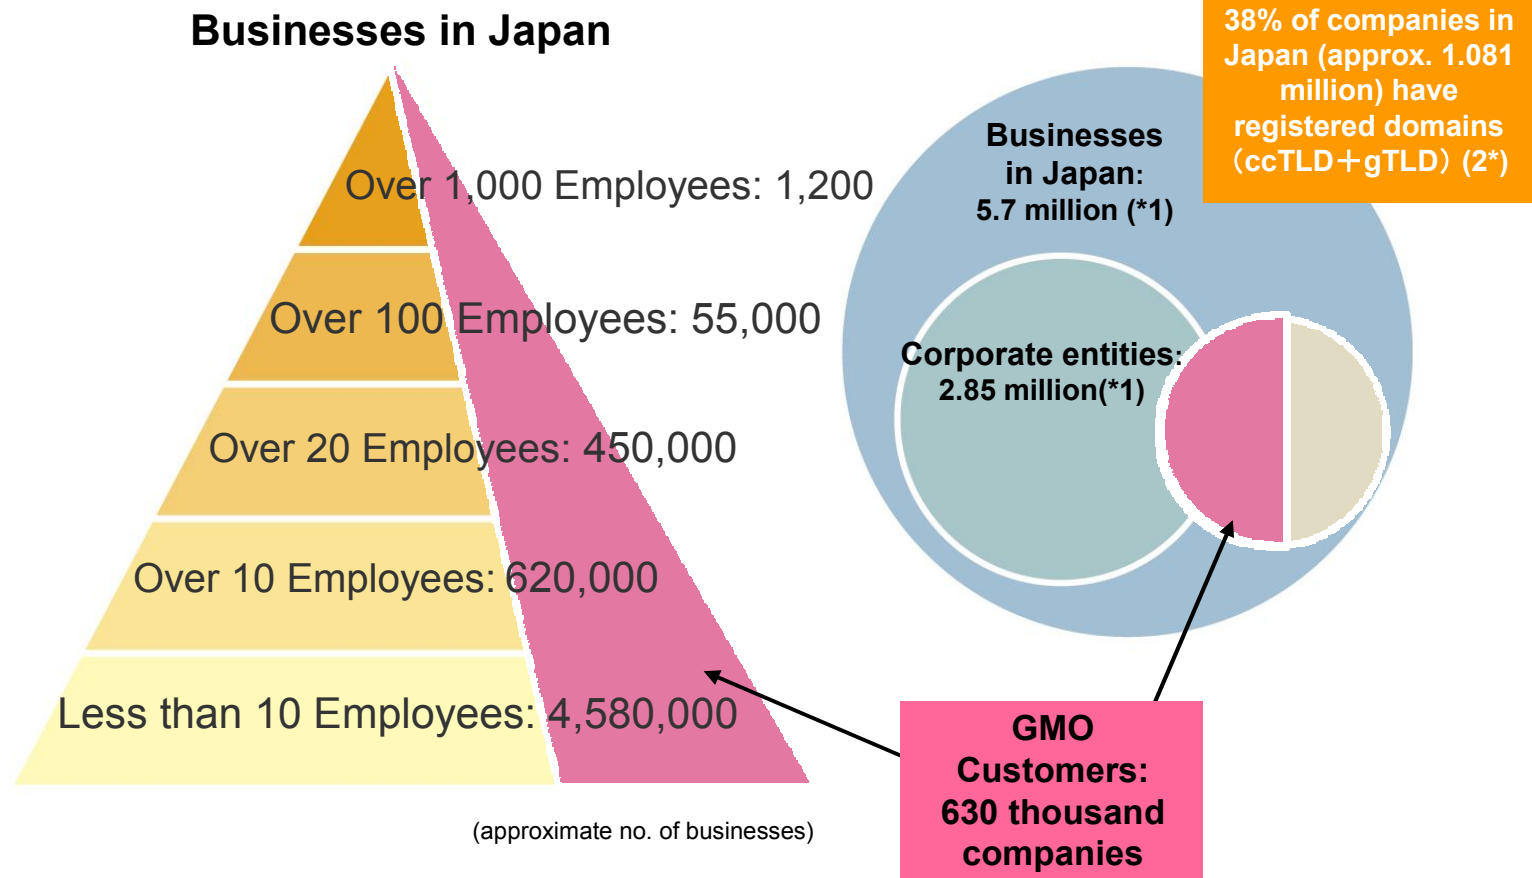 Businesses in Japan
Over 1,000 Employees: 1,200
Over 100 Employees: 55,000
Over 20 Employees: 450,000
Over 10 Employees: 620,000
Less than 10 Employees: 4,580,000
(approximate no. of businesses)
38% of companies in
Japan (approx. 1.081
million) have
registered domains
（ccTLD＋gTLD）(2*)
Businesses
in Japan:
5.7 million (*1)
Corporate entities:
2.85 million(*1)
GMO
Customers:
630 thousand
companies